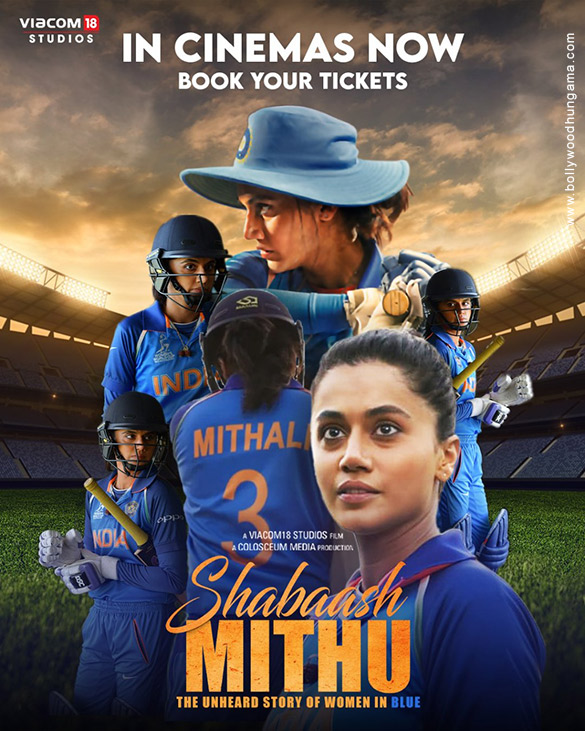 VIACOM 18
STUDIOS
IN CINEMAS NOW
BOOK YOUR TICKETS
www.bollywoodhungama.com
INDIA
MITHALI
3
INDIA
oppo
A VIACOM18 STUDIOS FILM
A COLOSCEUM MEDIA PRODUCTION
Shabaash
MITHU
THE UNHEARD STORY OF WOMEN IN BLUE